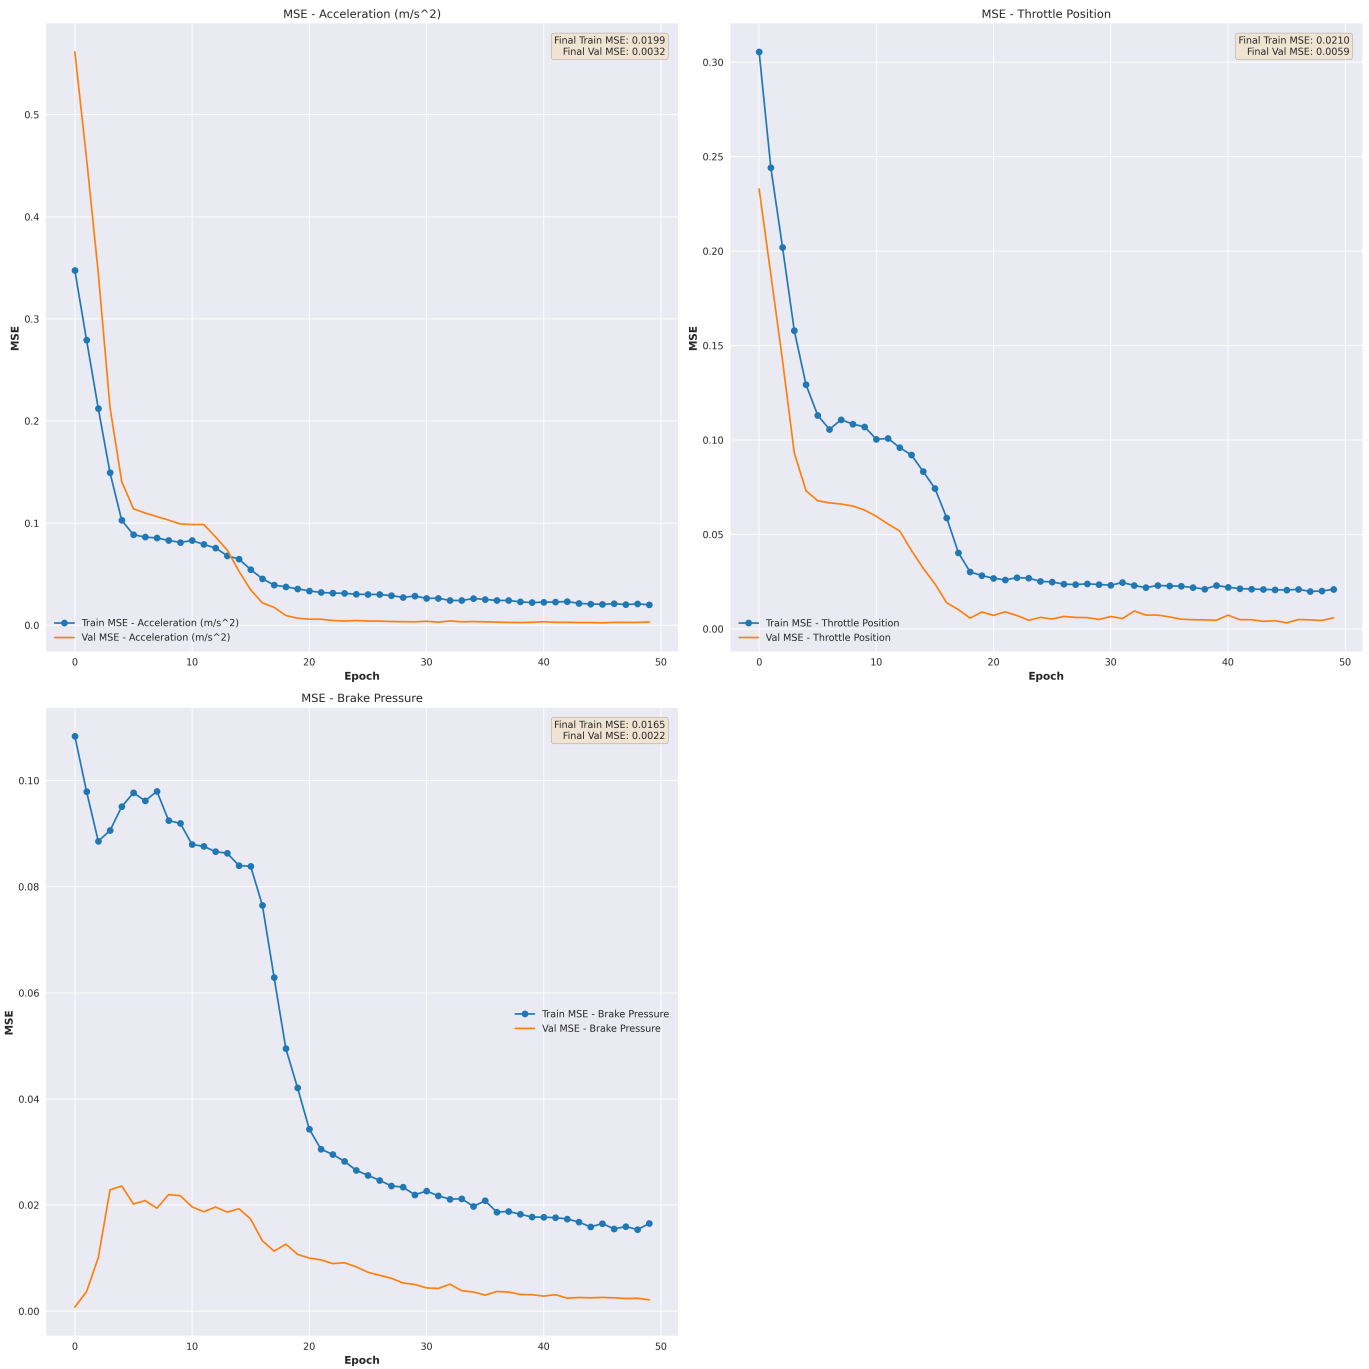 MSE - Acceleration (m/s^2)
Final Train MSE: 0.0199
Final Val MSE: 0.0032
MSE
0.5
0.4
0.3
0.2
0.1
0.0
Train MSE - Acceleration (m/s^2)
Val MSE - Acceleration (m/s^2)
0 10 20 30 40 50
Epoch
MSE - Throttle Position
Final Train MSE: 0.0210
Final Val MSE: 0.0059
MSE
0.30
0.25
0.20
0.15
0.10
0.05
0.00
Train MSE - Throttle Position
Val MSE - Throttle Position
0 10 20 30 40 50
Epoch
MSE - Brake Pressure
Final Train MSE: 0.0165
Final Val MSE: 0.0022
MSE
0.10
0.08
0.06
0.04
0.02
0.00
Train MSE - Brake Pressure
Val MSE - Brake Pressure
0 10 20 30 40 50
Epoch